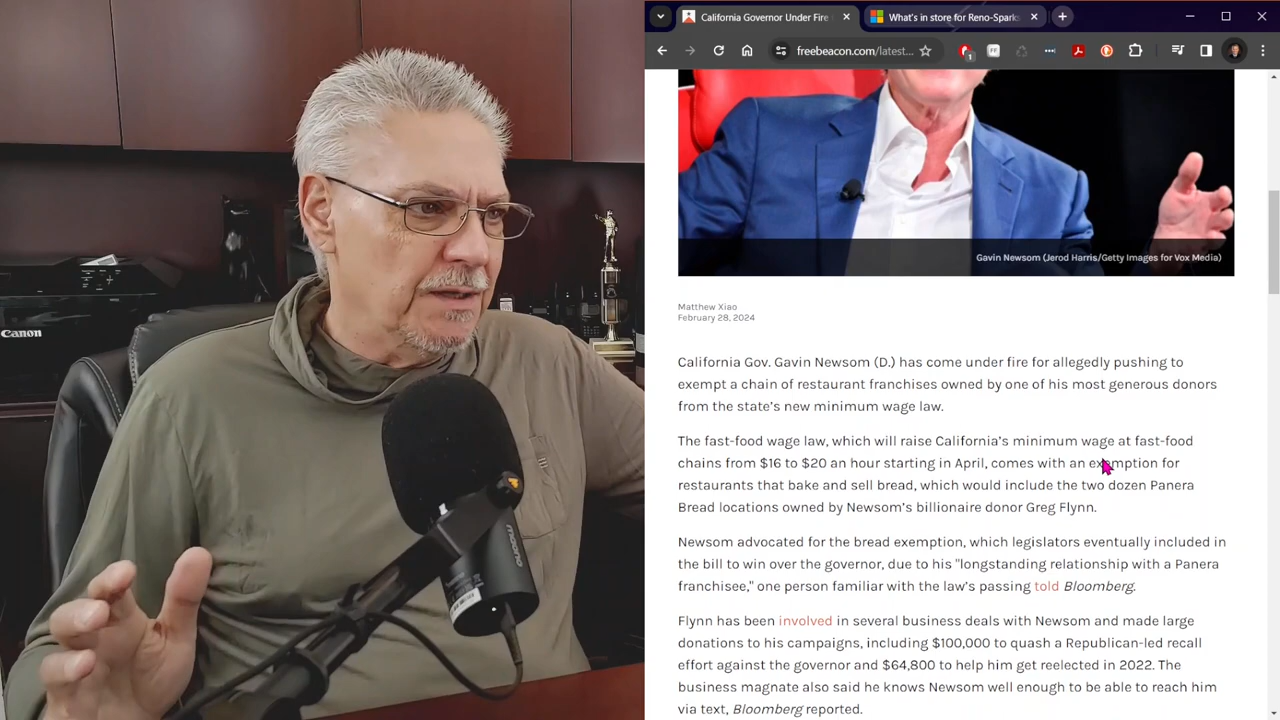 California Governor Under Fire
What's in store for Reno-Sparks
freebeacon.com/latest...
1
FF
Gavin Newsom (Jerod Harris/Getty Images for Vox Media)
Matthew Xiao
February 28, 2024
California Gov. Gavin Newsom (D.) has come under fire for allegedly pushing to
exempt a chain of restaurant franchises owned by one of his most generous donors
from the state's new minimum wage law.
The fast-food wage law, which will raise California's minimum wage at fast-food
chains from $16 to $20 an hour starting in April, comes with an exemption for
restaurants that bake and sell bread, which would include the two dozen Panera
Bread locations owned by Newsom's billionaire donor Greg Flynn.
Newsom advocated for the bread exemption, which legislators eventually included in
the bill to win over the governor, due to his "longstanding relationship with a Panera
franchisee," one person familiar with the law's passing told Bloomberg.
Flynn has been involved in several business deals with Newsom and made large
donations to his campaigns, including $100,000 to quash a Republican-led recall
effort against the governor and $64,800 to help him get reelected in 2022. The
business magnate also said he knows Newsom well enough to be able to reach him
via text, Bloomberg reported.
Canon
maono